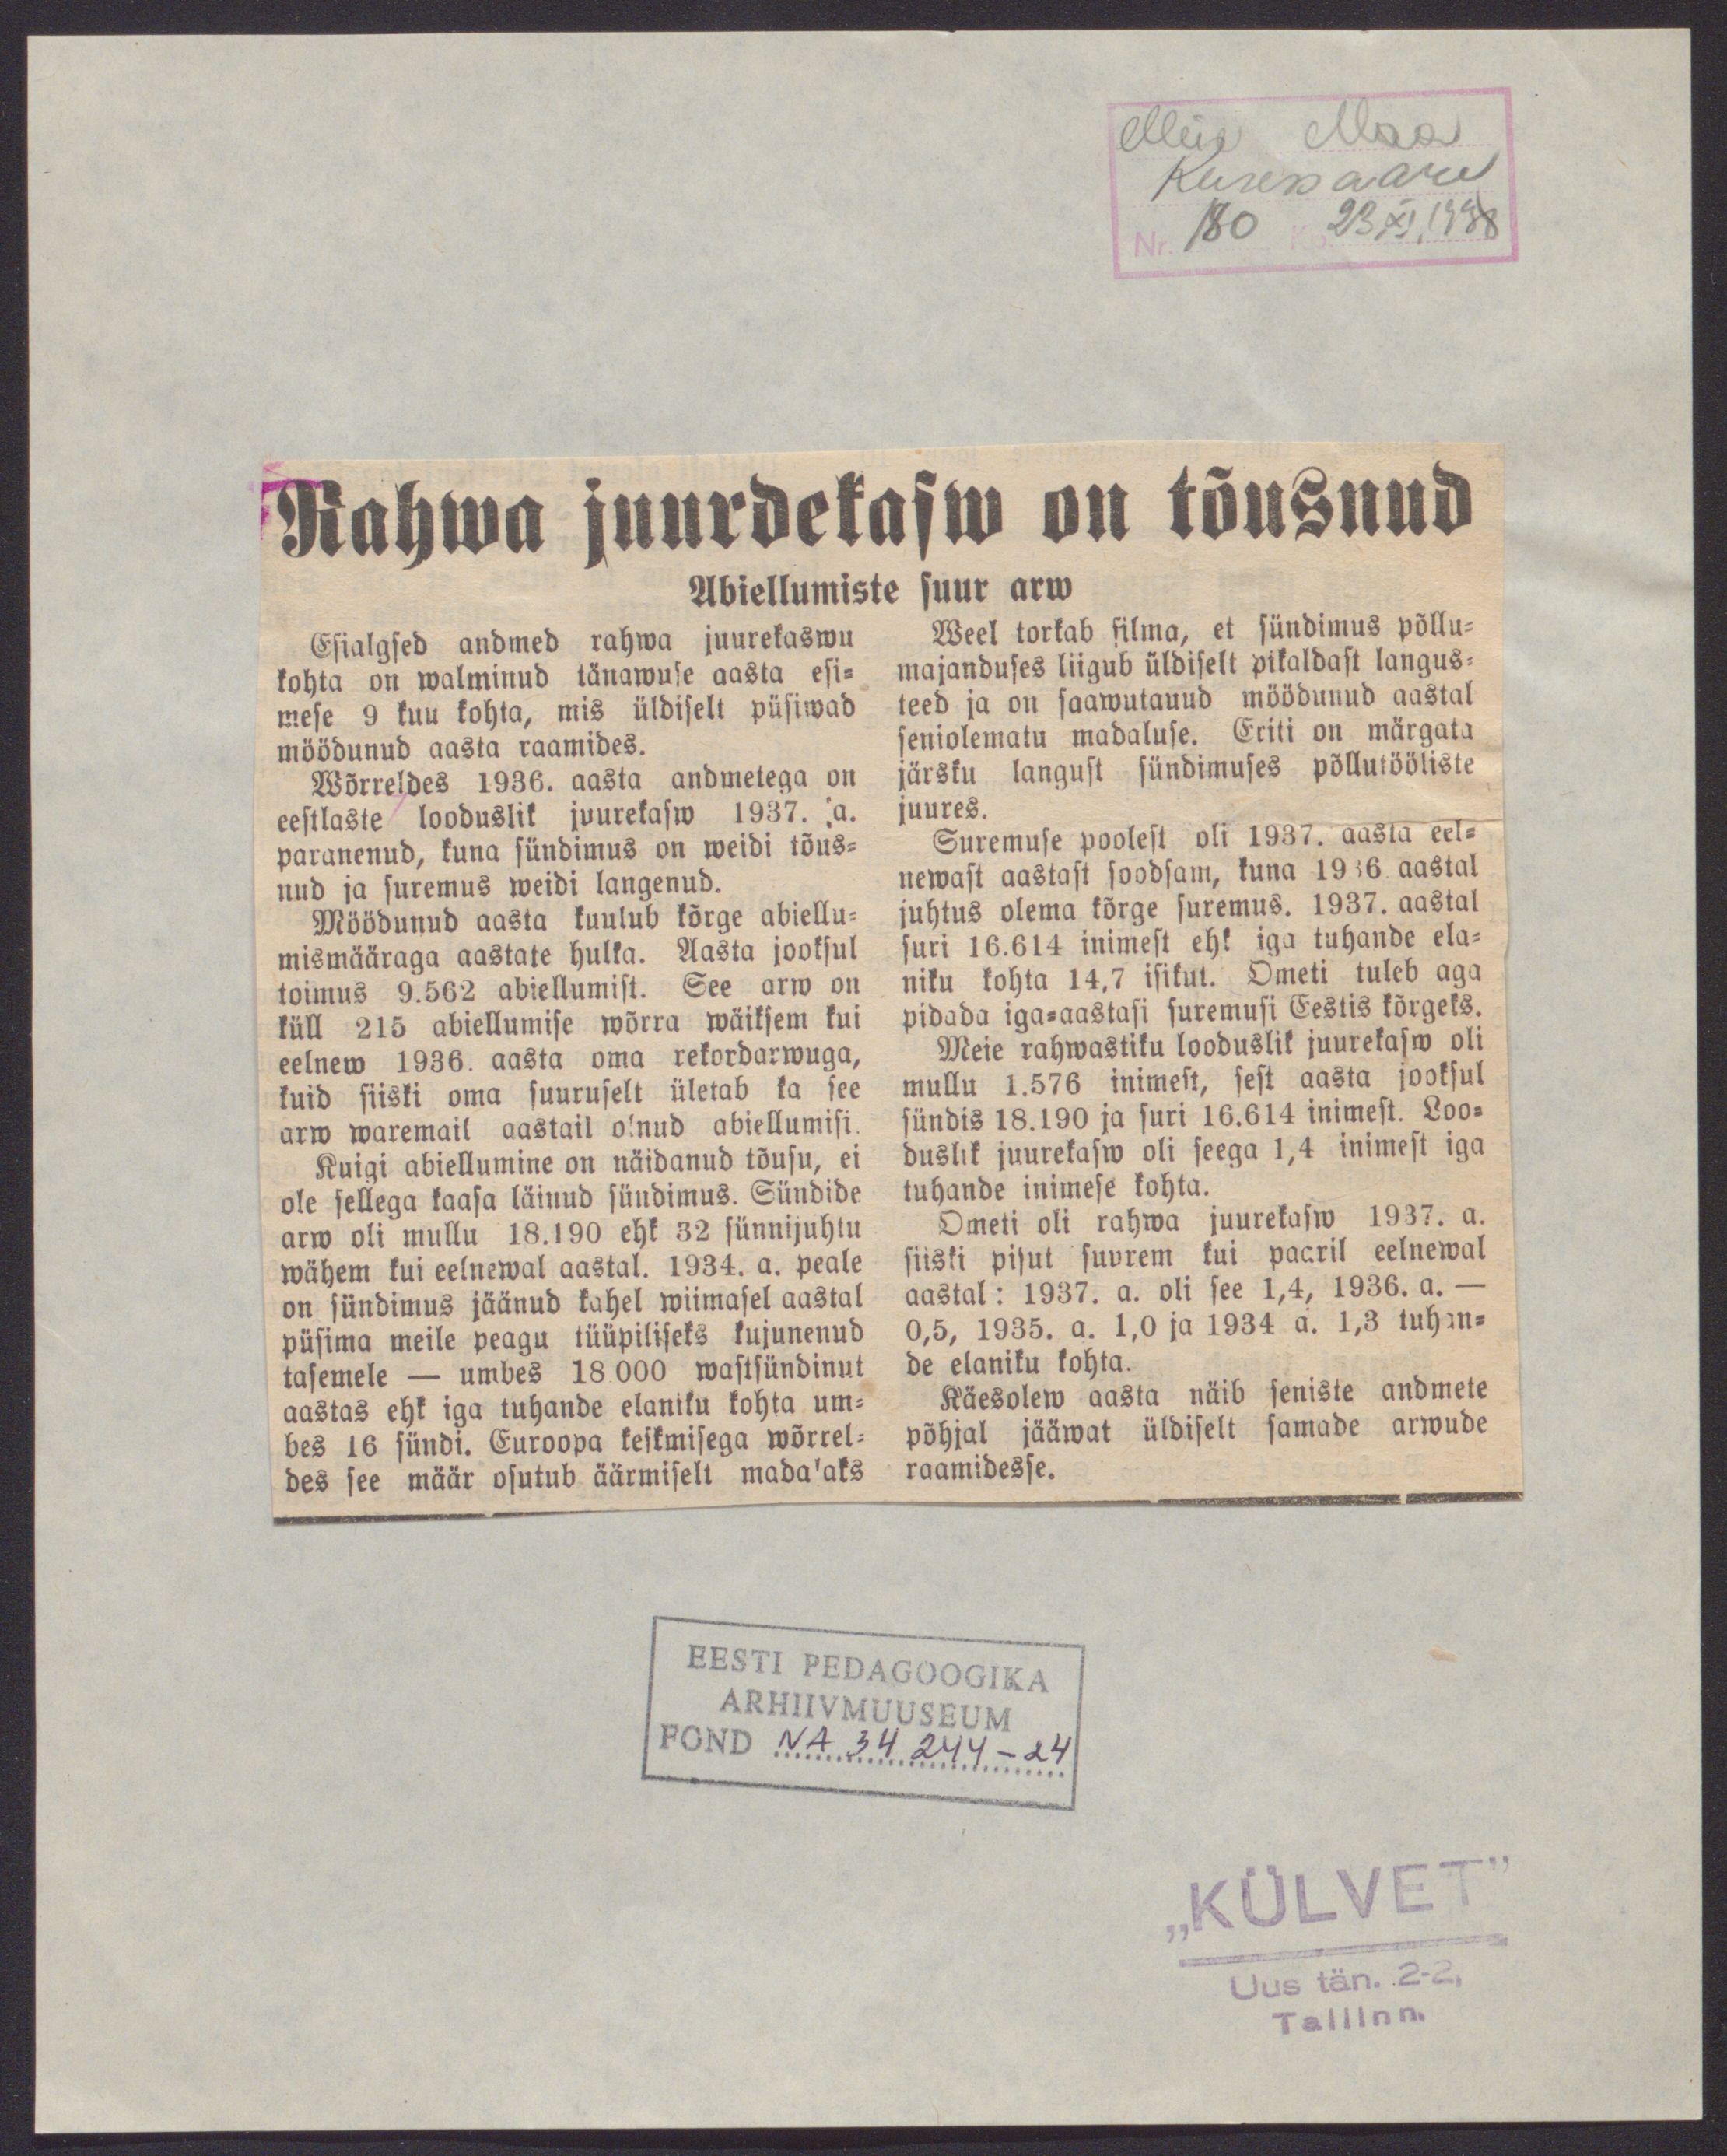 Meie Maa
Kuressaare
Nr. 180 Kp. 23 XI, 1938
Rahwa juurdekasw on tõusnud
Abiellumiste suur arw
Esialgsed andmed rahwa juurekaswu
kohta on walminud tänawuse aasta esi-
mese 9 kuu kohta, mis üldiselt püsiwad
möödunud aasta raamides.
Wõrreldes 1936. aasta andmetega on
eestlaste looduslik juurekasw 1937. a.
paranenud, kuna sündimus on weidi tõus-
nud ja suremus weidi langenud.
Möödunud aasta kuulub kõrge abiellu-
mismääraga aastate hulka. Aasta jooksul
toimus 9.562 abiellumist. See arw on
küll 215 abiellumise wõrra wäiksem kui
eelnew 1936. aasta oma rekordarwuga,
kuid siiski oma suuruselt ületab ka see
arw waremail aastail olnud abiellumisi.
Kuigi abiellumine on näidanud tõusu, ei
ole sellega kaasa läinud sündimus. Sündide
arw oli mullu 18.190 ehk 32 sünnijuhtu
wähem kui eelnewal aastal. 1934. a. peale
on sündimus jäänud kahel wiimasel aastal
püsima meile peagu tüüpiliseks kujunenud
tasemele — umbes 18 000 wastsündinut
aastas ehk iga tuhande elaniku kohta um-
bes 16 sündi. Euroopa keskmisega wõrrel-
des see määr osutub äärmiselt madalaks
Weel torkab silma, et sündimus põllu-
majanduses liigub üldiselt pikaldast langus-
teed ja on saawutauud möödunud aastal
seniolematu madaluse. Eriti on märgata
järsku langust sündimuses põllutööliste
juures.
Suremuse poolest oli 1937. aasta eel-
newast aastast soodsam, kuna 1936 aastal
juhtus olema kõrge suremus. 1937. aastal
suri 16.614 inimest ehk iga tuhande ela-
niku kohta 14,7 isikut. Ometi tuleb aga
pidada iga-aastasi suremusi Eestis kõrgeks.
Meie rahwastiku looduslik juurekasw oli
mullu 1.576 inimest, sest aasta jooksul
sündis 18.190 ja suri 16.614 inimest. Loo-
duslik juurekasw oli seega 1,4 inimest iga
tuhande inimese kohta.
Ometi oli rahwa juurekasw 1937. a.
siiski pisut suurem kui paaril eelnewal
aastal: 1937. a. oli see 1,4, 1936. a. —
0,5, 1935. a. 1,0 ja 1934 a. 1,3 tuhan-
de elaniku kohta.
Käesolew aasta näib seniste andmete
põhjal jääwat üldiselt samade arwude
raamidesse.
EESTI PEDAGOOGIKA
ARHIIVMUUSEUM
FOND NA 34 244-24
„KÜLVET"
Uus tän. 2-2,
Tallinn.